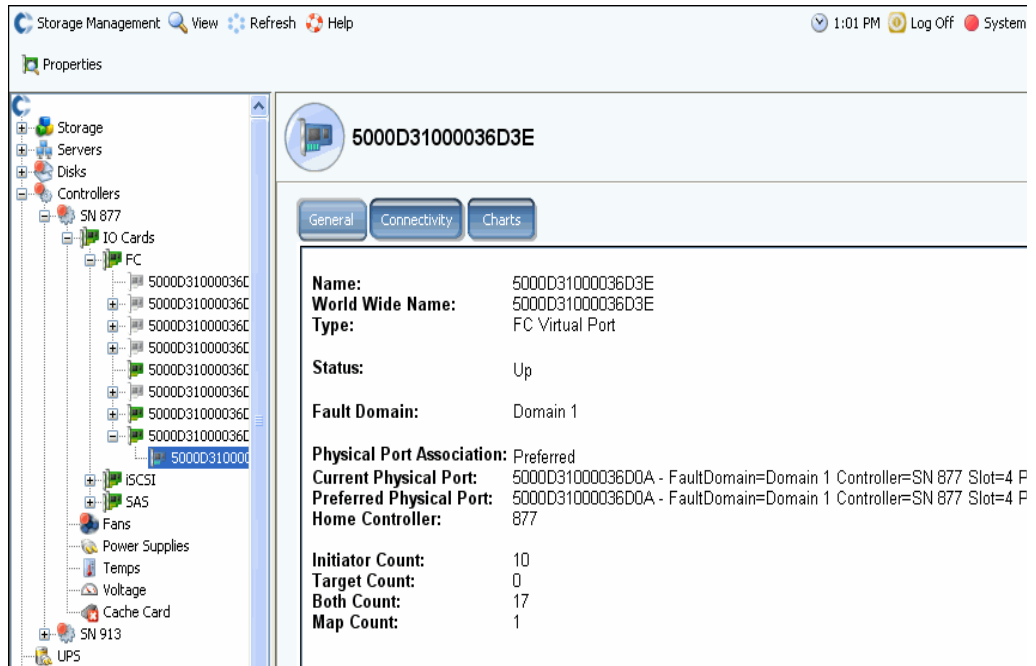 Storage Management View Refresh Help 1:01 PM Log Off System
Properties
Storage
Servers
Disks
Controllers
SN 877
IO Cards
FC
5000D31000036D
5000D31000036D
5000D31000036D
5000D31000036D
5000D31000036D
5000D31000036D
5000D31000036D
5000D31000036D
5000D31000
iSCSI
SAS
Fans
Power Supplies
Temps
Voltage
Cache Card
SN 913
UPS
5000D31000036D3E
General Connectivity Charts
Name: 5000D31000036D3E
World Wide Name: 5000D31000036D3E
Type: FC Virtual Port
Status: Up
Fault Domain: Domain 1
Physical Port Association: Preferred
Current Physical Port: 5000D31000036D0A - FaultDomain=Domain 1 Controller=SN 877 Slot=4 P
Preferred Physical Port: 5000D31000036D0A - FaultDomain=Domain 1 Controller=SN 877 Slot=4 P
Home Controller: 877
Initiator Count: 10
Target Count: 0
Both Count: 17
Map Count: 1